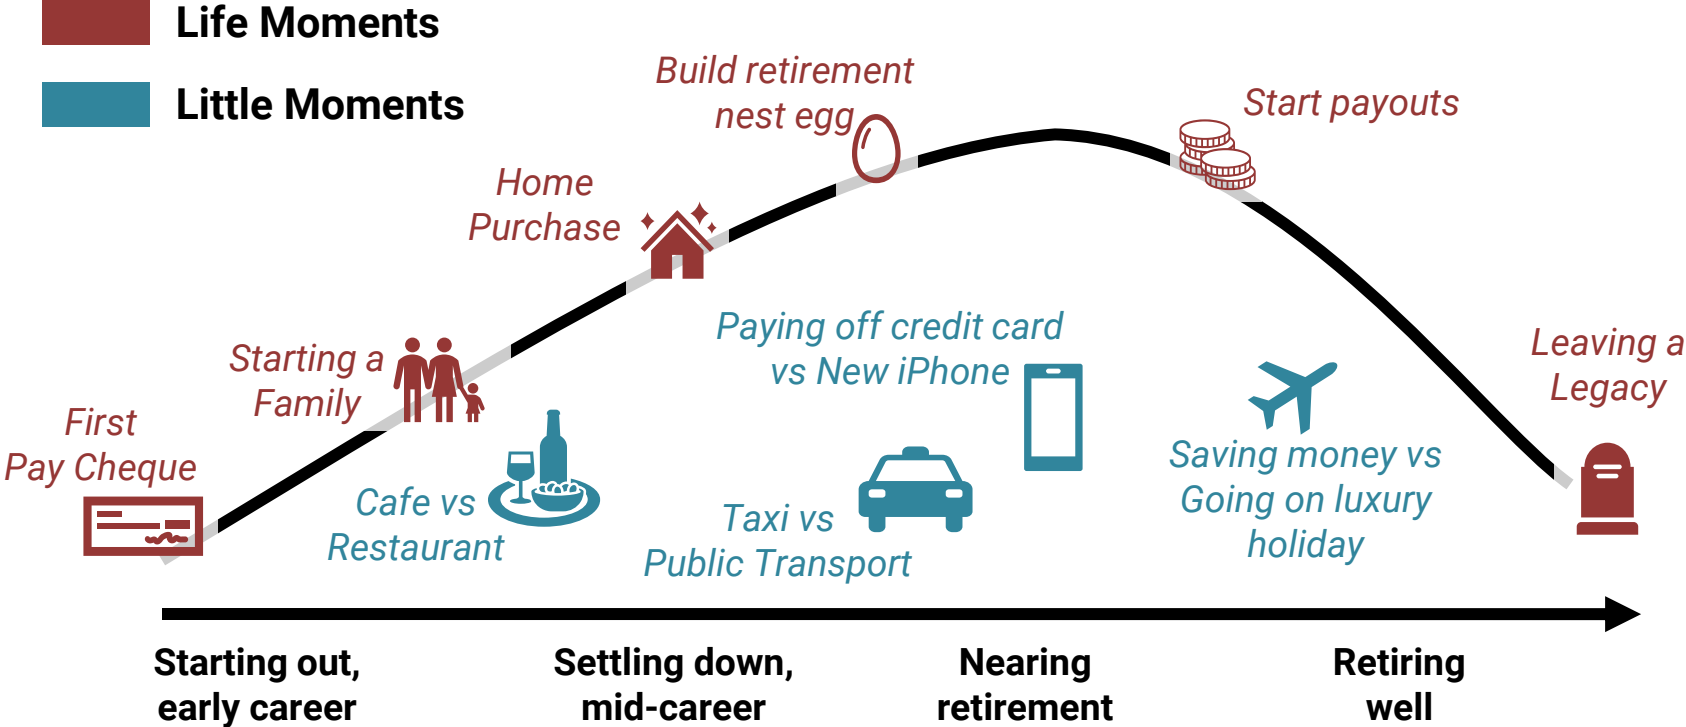 Life Moments
Little Moments
Build retirement
nest egg
Start payouts
Home
Purchase
Starting a
Family
First
Pay Cheque
Paying off credit card
vs New iPhone
Leaving a
Legacy
Cafe vs
Restaurant
Taxi vs
Public Transport
Saving money vs
Going on luxury
holiday
Starting out,
early career
Settling down,
mid-career
Nearing
retirement
Retiring
well